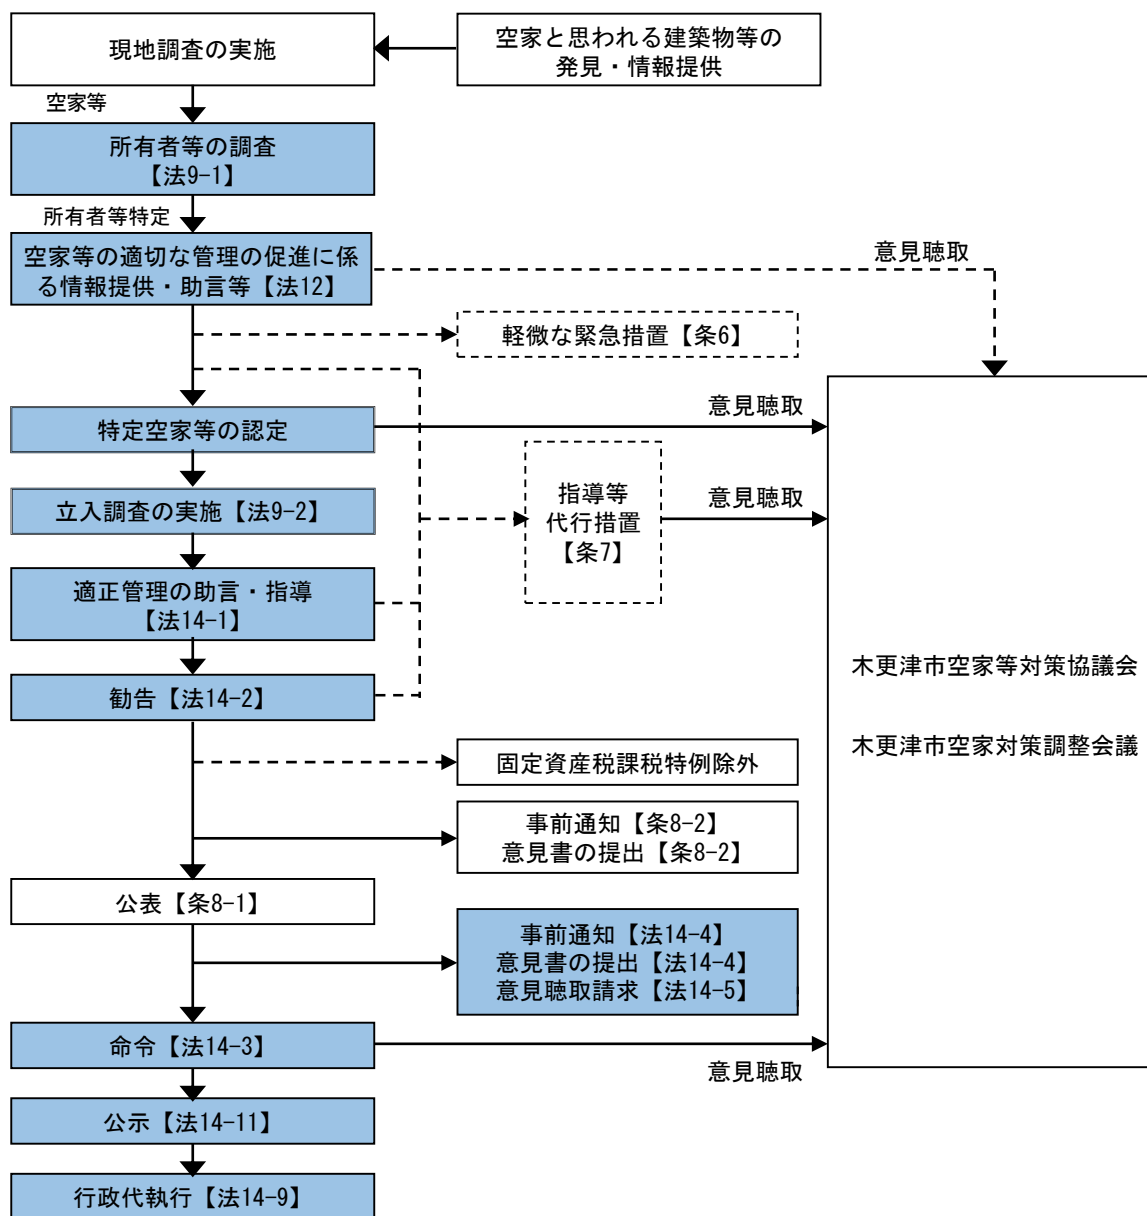 現地調査の実施
空家と思われる建築物等の
発見・情報提供
空家等
所有者等の調査
【法9-1】
所有者等特定
空家等の適切な管理の促進に係
る情報提供・助言等【法12】
意見聴取
軽微な緊急措置【条6】
特定空家等の認定
意見聴取
立入調査の実施【法9-2】
指導等
代行措置
【条7】
意見聴取
適正管理の助言・指導
【法14-1】
勧告【法14-2】
木更津市空家等対策協議会
木更津市空家対策調整会議
固定資産税課税特例除外
事前通知【条8-2】
意見書の提出【条8-2】
公表【条8-1】
事前通知【法14-4】
意見書の提出【法14-4】
意見聴取請求【法14-5】
命令【法14-3】
意見聴取
公示【法14-11】
行政代執行【法14-9】